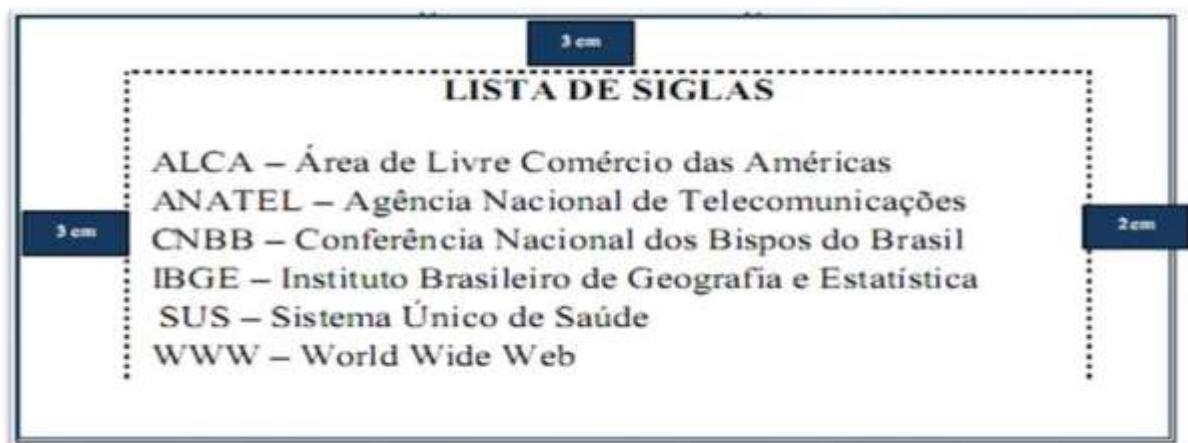 3 cm
LISTA DE SIGLAS
ALCA – Área de Livre Comércio das Américas
ANATEL – Agência Nacional de Telecomunicações
3 cm
2cm
CNBB – Conferência Nacional dos Bispos do Brasil
IBGE – Instituto Brasileiro de Geografia e Estatística
SUS – Sistema Único de Saúde
WWW – World Wide Web